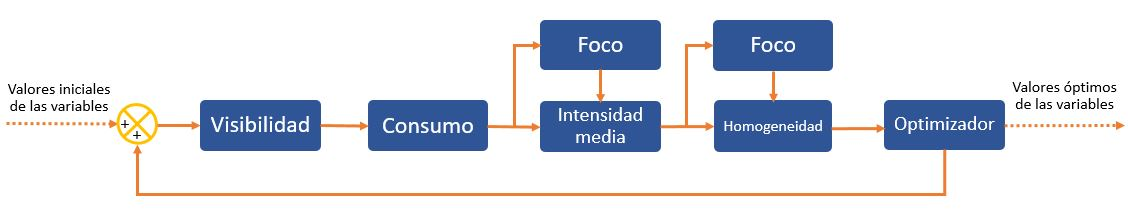 Foco
Foco
Valores iniciales
de las variables
+
+
Visibilidad
Consumo
Intensidad
media
Homogeneidad
Optimizador
Valores óptimos
de las variables